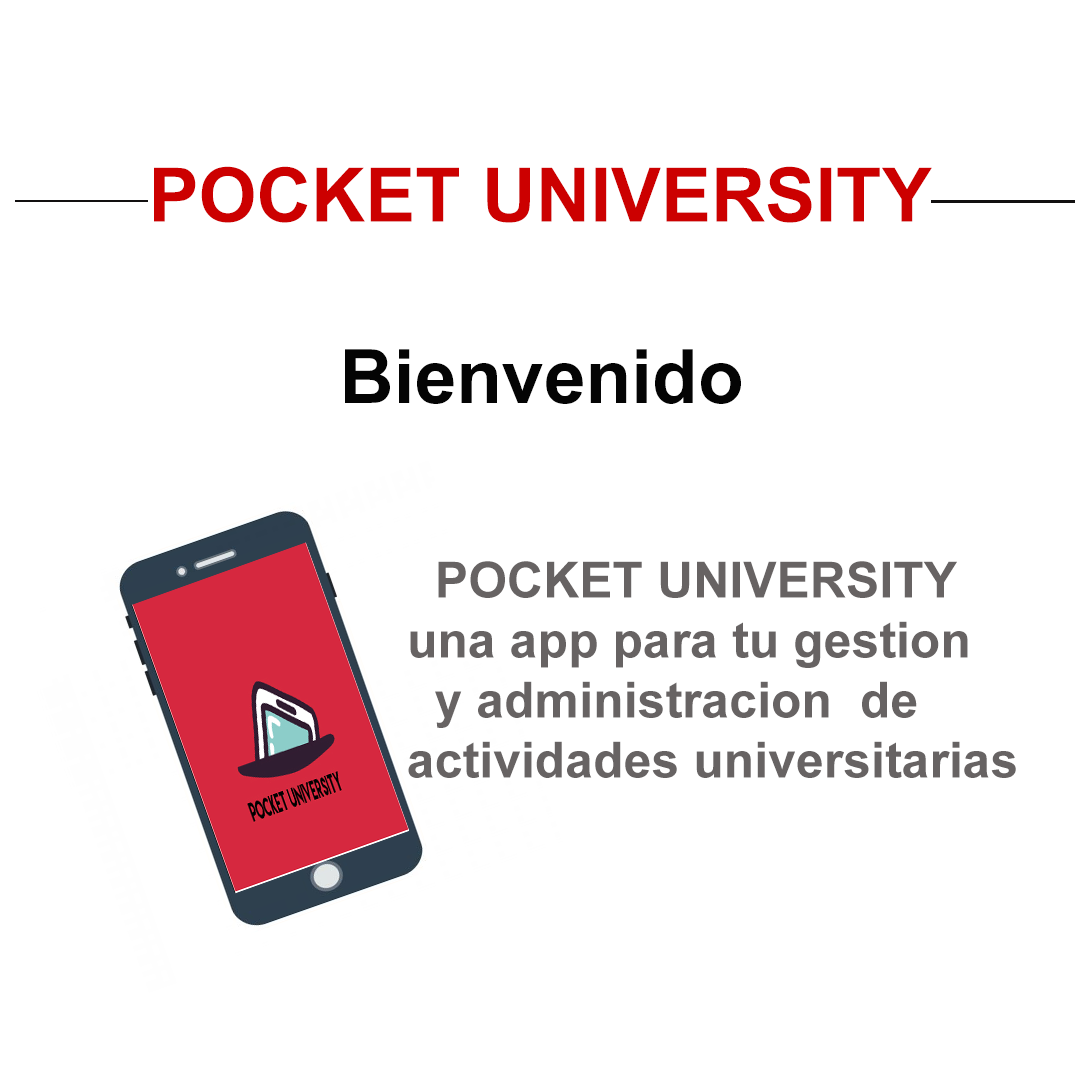 POCKET UNIVERSITY
Bienvenido
POCKET UNIVERSITY
una app para tu gestion
y administracion de
actividades universitarias
POCKET UNIVERSITY